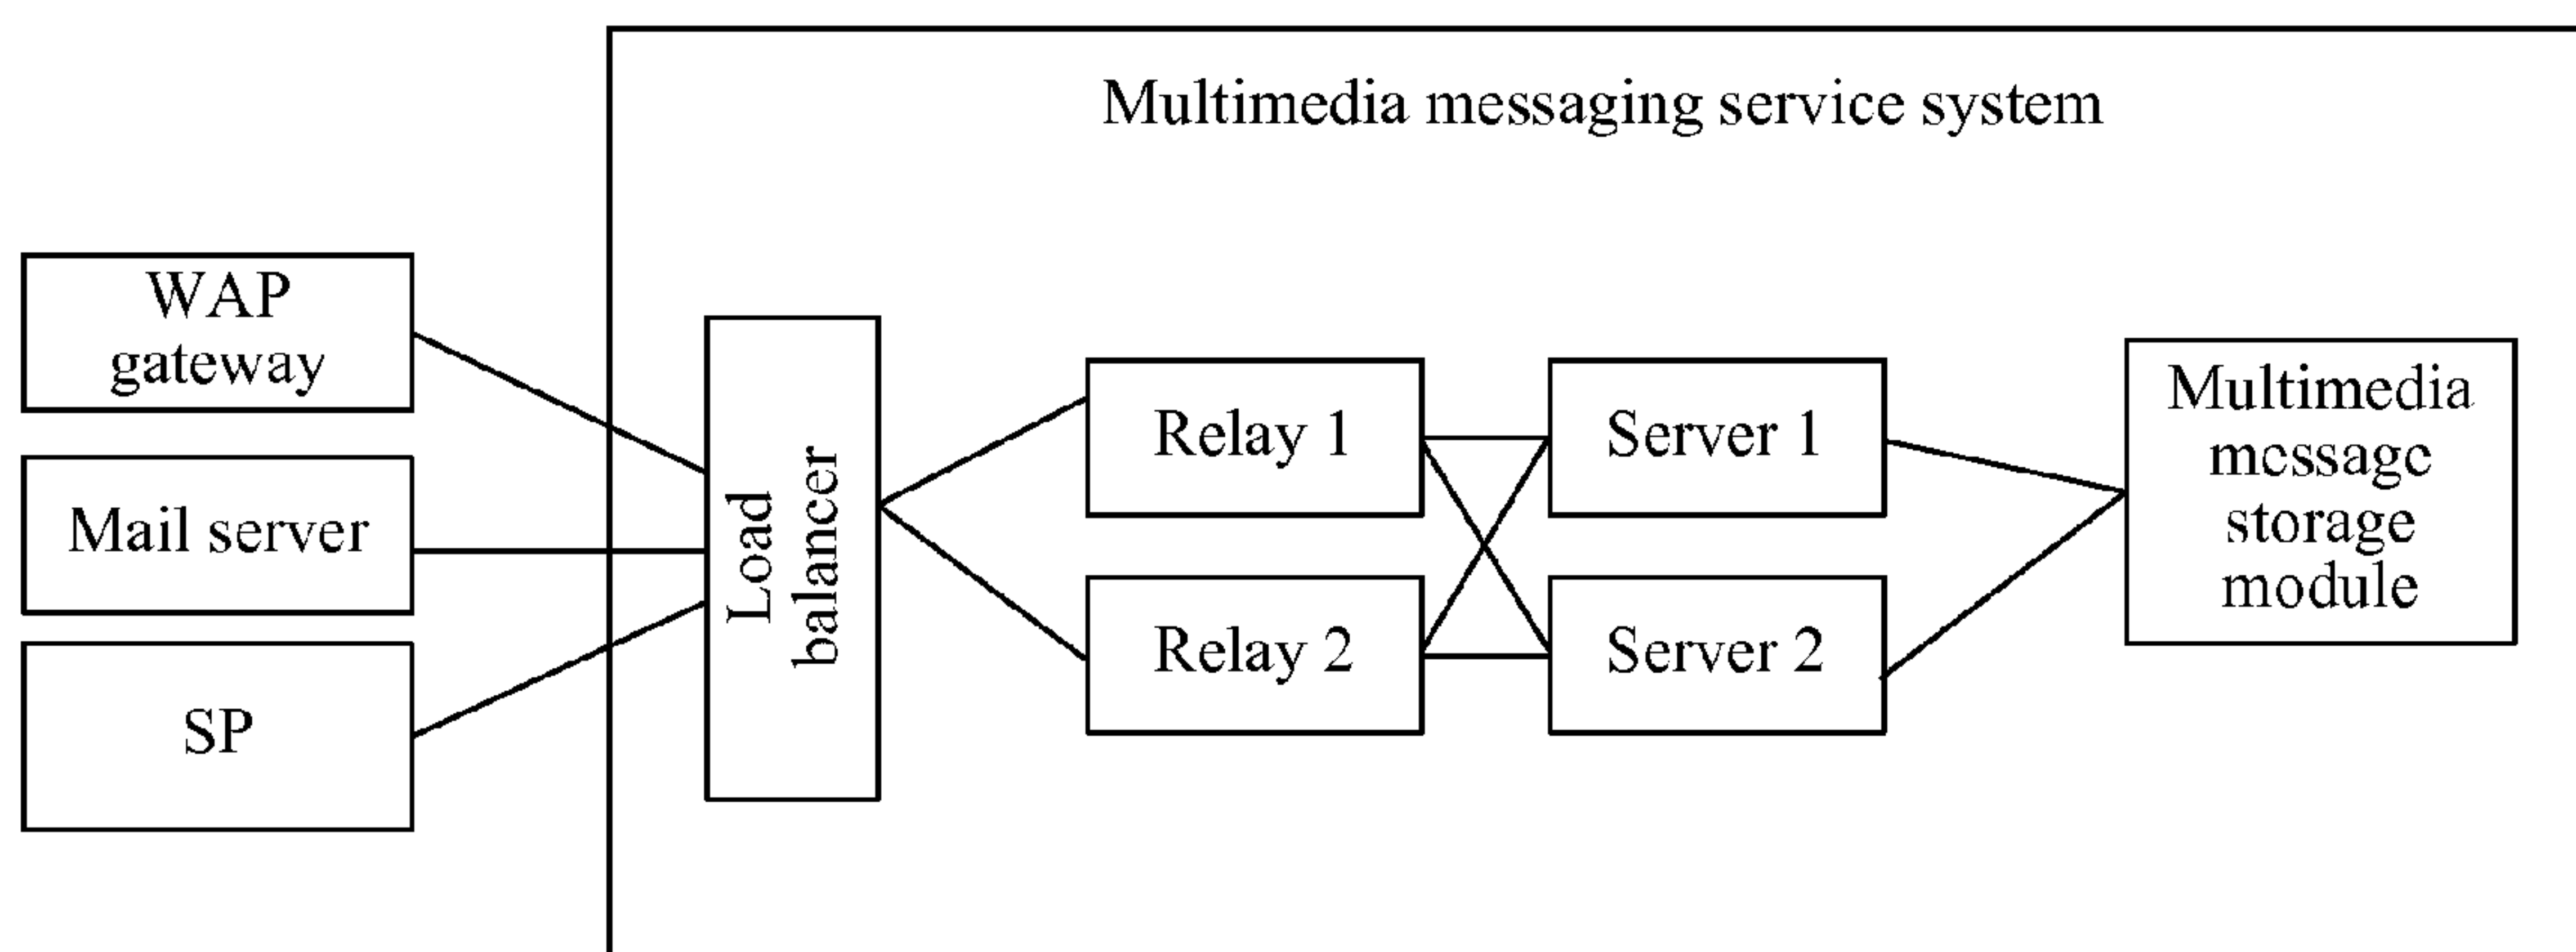 Multimedia messaging service system
WAP
gateway
Mail server
SP
Load
balancer
Relay 1
Relay 2
Server 1
Server 2
Multimedia
message
storage
module